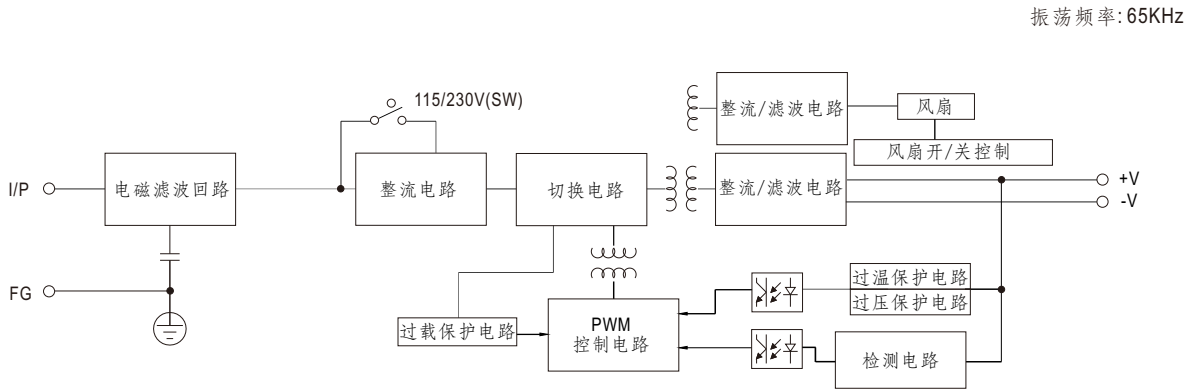 振荡频率: 65KHz
115/230V(SW)
整流/滤波电路
风扇
风扇开/关控制
I/P
电磁滤波回路
整流电路
切换电路
整流/滤波电路
+V
-V
FG
过载保护电路
PWM
控制电路
过温保护电路
过压保护电路
检测电路